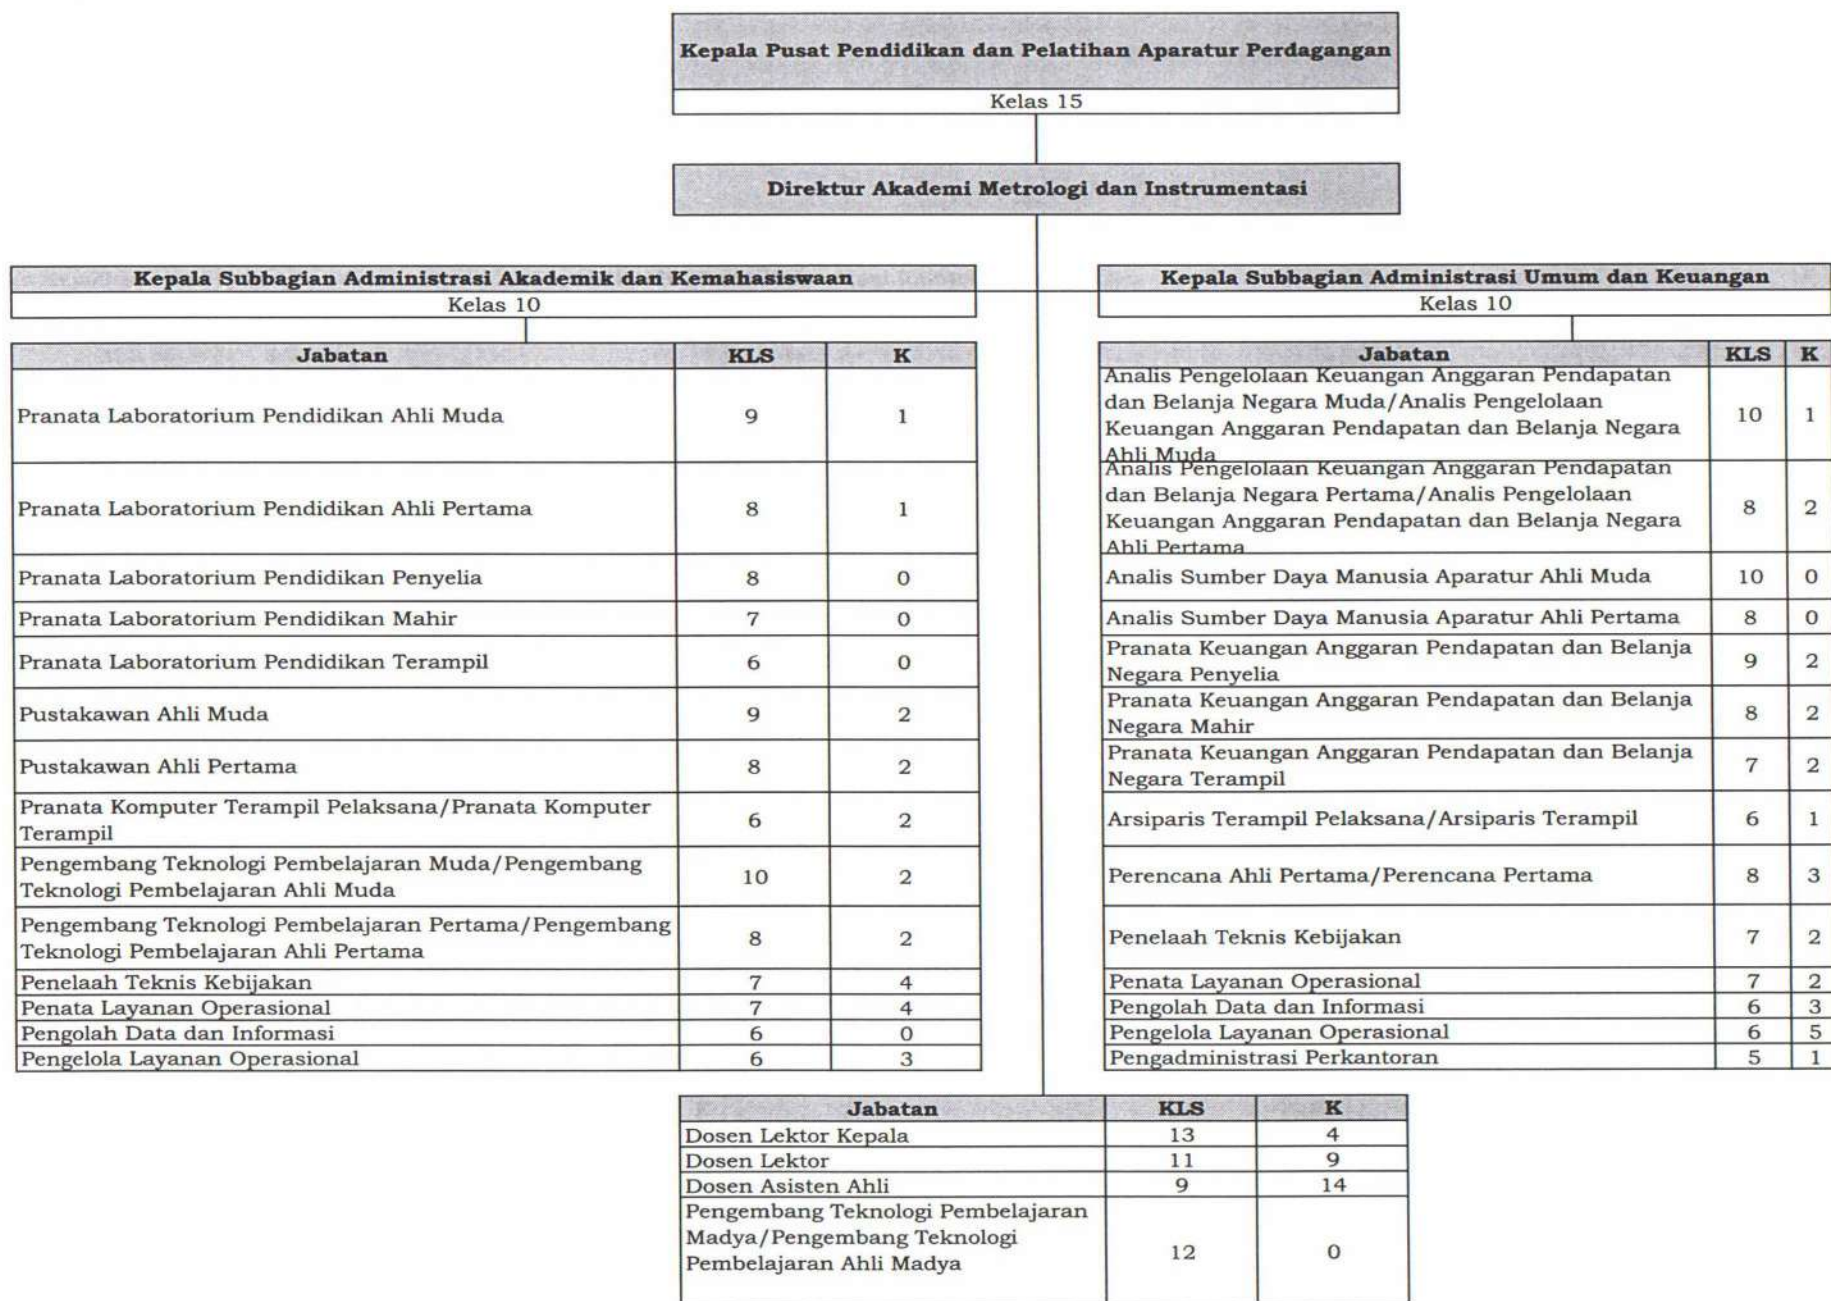 Kepala Pusat Pendidikan dan Pelatihan Aparatur Perdagangan
Kelas 15
Direktur Akademi Metrologi dan Instrumentasi
Kepala Subbagian Administrasi Akademik dan Kemahasiswaan
Kelas 10
Jabatan KLS K
Pranata Laboratorium Pendidikan Ahli Muda 9 1
Pranata Laboratorium Pendidikan Ahli Pertama 8 1
Pranata Laboratorium Pendidikan Penyelia 8 0
Pranata Laboratorium Pendidikan Mahir 7 0
Pranata Laboratorium Pendidikan Terampil 6 0
Pustakawan Ahli Muda 9 2
Pustakawan Ahli Pertama 8 2
Pranata Komputer Terampil Pelaksana/Pranata Komputer
Terampil 6 2
Pengembang Teknologi Pembelajaran Muda/Pengembang
Teknologi Pembelajaran Ahli Muda 10 2
Pengembang Teknologi Pembelajaran Pertama/Pengembang
Teknologi Pembelajaran Ahli Pertama 8 2
Penelaah Teknis Kebijakan 7 4
Penata Layanan Operasional 7 4
Pengolah Data dan Informasi 6 0
Pengelola Layanan Operasional 6 3
Kepala Subbagian Administrasi Umum dan Keuangan
Kelas 10
Jabatan KLS K
Analis Pengelolaan Keuangan Anggaran Pendapatan
dan Belanja Negara Muda/Analis Pengelolaan
Keuangan Anggaran Pendapatan dan Belanja Negara
Ahli Muda 10 1
Analis Pengelolaan Keuangan Anggaran Pendapatan
dan Belanja Negara Pertama/Analis Pengelolaan
Keuangan Anggaran Pendapatan dan Belanja Negara
Ahli Pertama 8 2
Analis Sumber Daya Manusia Aparatur Ahli Muda 10 0
Analis Sumber Daya Manusia Aparatur Ahli Pertama 8 0
Pranata Keuangan Anggaran Pendapatan dan Belanja
Negara Penyelia 9 2
Pranata Keuangan Anggaran Pendapatan dan Belanja
Negara Mahir 8 2
Pranata Keuangan Anggaran Pendapatan dan Belanja
Negara Terampil 7 2
Arsiparis Terampil Pelaksana/Arsiparis Terampil 6 1
Perencana Ahli Pertama/Perencana Pertama 8 3
Penelaah Teknis Kebijakan 7 2
Penata Layanan Operasional 7 2
Pengolah Data dan Informasi 6 3
Pengelola Layanan Operasional 6 5
Pengadministrasi Perkantoran 5 1
Jabatan KLS K
Dosen Lektor Kepala 13 4
Dosen Lektor 11 9
Dosen Asisten Ahli 9 14
Pengembang Teknologi Pembelajaran
Madya/Pengembang Teknologi
Pembelajaran Ahli Madya 12 0